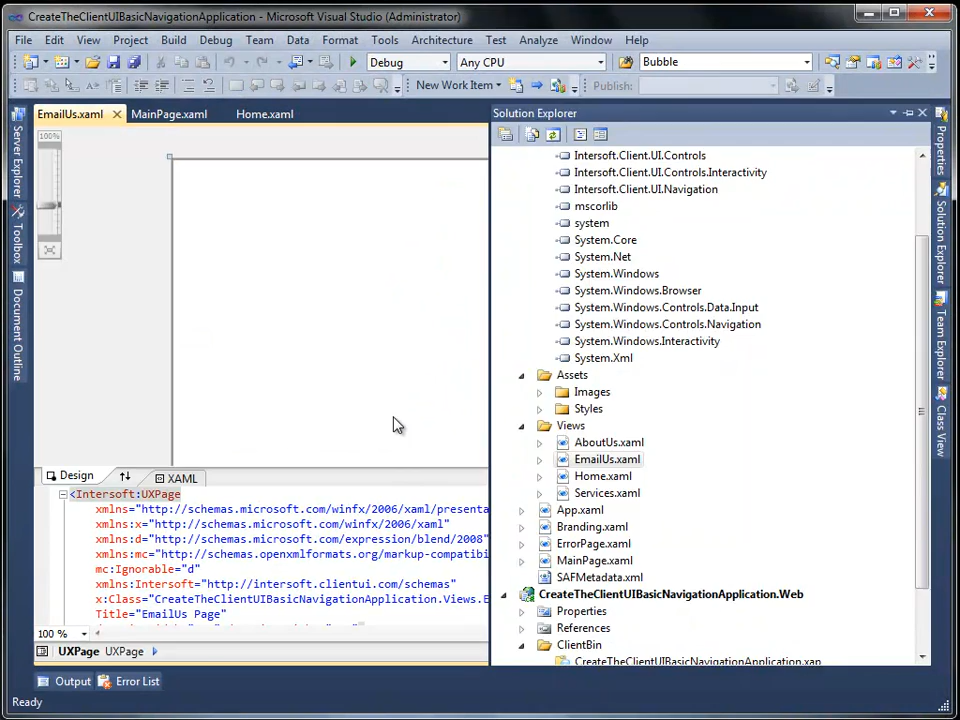 CreateTheClientUIBasicNavigationApplication - Microsoft Visual Studio (Administrator)
File Edit View Project Build Debug Team Data Format Tools Architecture Test Analyze Window Help
Debug Any CPU Bubble
New Work Item Publish:
EmailUs.xaml MainPage.xaml Home.xaml
Solution Explorer
100%
Server Explorer
Toolbox
Document Outline
Intersoft.Client.UI.Controls
Intersoft.Client.UI.Controls.Interactivity
Intersoft.Client.UI.Navigation
mscorlib
system
System.Core
System.Net
System.Windows
System.Windows.Browser
System.Windows.Controls.Data.Input
System.Windows.Controls.Navigation
System.Windows.Interactivity
System.Xml
Assets
Images
Styles
Views
AboutUs.xaml
EmailUs.xaml
Home.xaml
Services.xaml
App.xaml
Branding.xaml
ErrorPage.xaml
MainPage.xaml
SAFMetadata.xml
CreateTheClientUIBasicNavigationApplication.Web
Properties
References
ClientBin
CreateTheClientUIBasicNavigationApplication.xap
Properties
Solution Explorer
Team Explorer
Class View
Design XAML
<Intersoft:UXPage
xmlns="http://schemas.microsoft.com/winfx/2006/xaml/presenta
xmlns:x="http://schemas.microsoft.com/winfx/2006/xaml"
xmlns:d="http://schemas.microsoft.com/expression/blend/2008"
xmlns:mc="http://schemas.openxmlformats.org/markup-compatibi
mc:Ignorable="d"
xmlns:Intersoft="http://intersoft.clientui.com/schemas"
x:Class="CreateTheClientUIBasicNavigationApplication.Views.E
Title="EmailUs Page"
100 %
UXPage UXPage
Output Error List
Ready